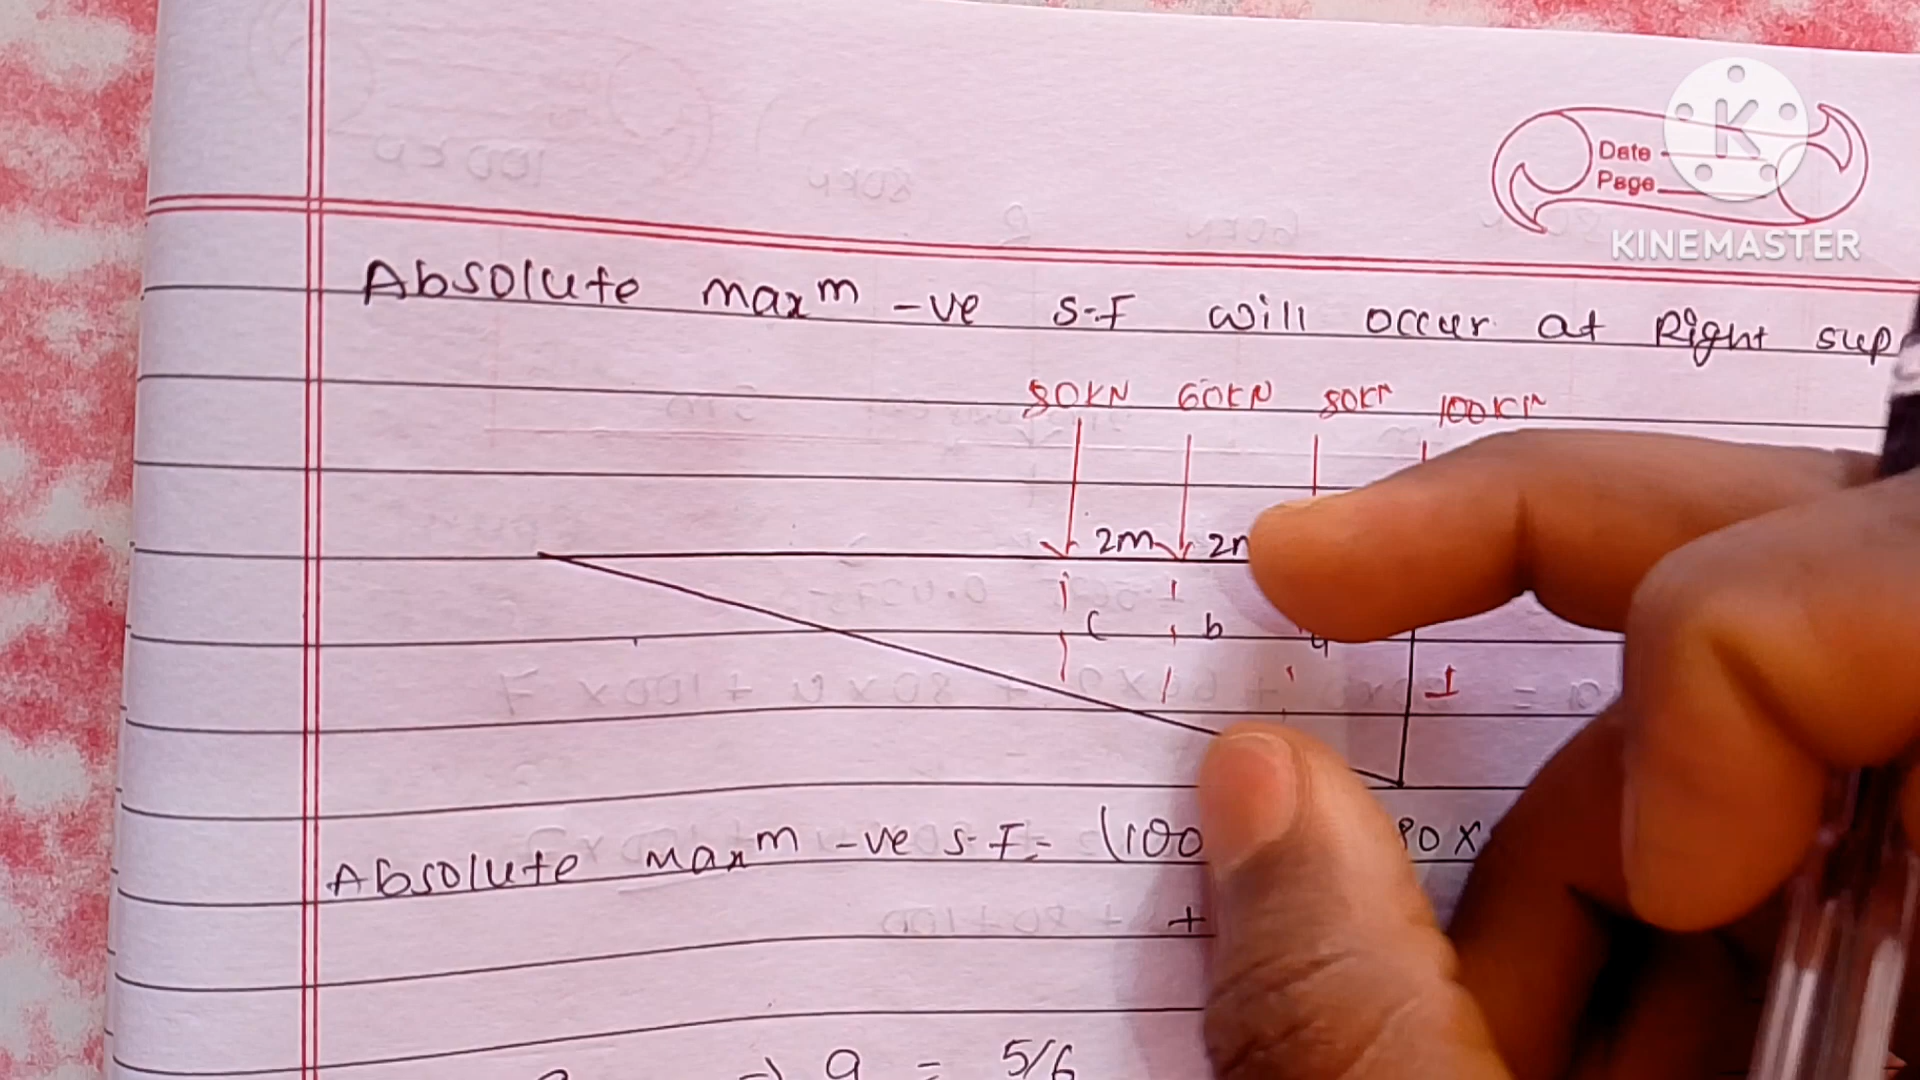 Date
Page
KINEMASTER
Absolute maxm -ve S.F will occur at Right sup
80KN 60KN 80KN 100KN
2m 2m
c b a 1
Absolute maxm -ve S.F = (100 80x
+
a = 5/6